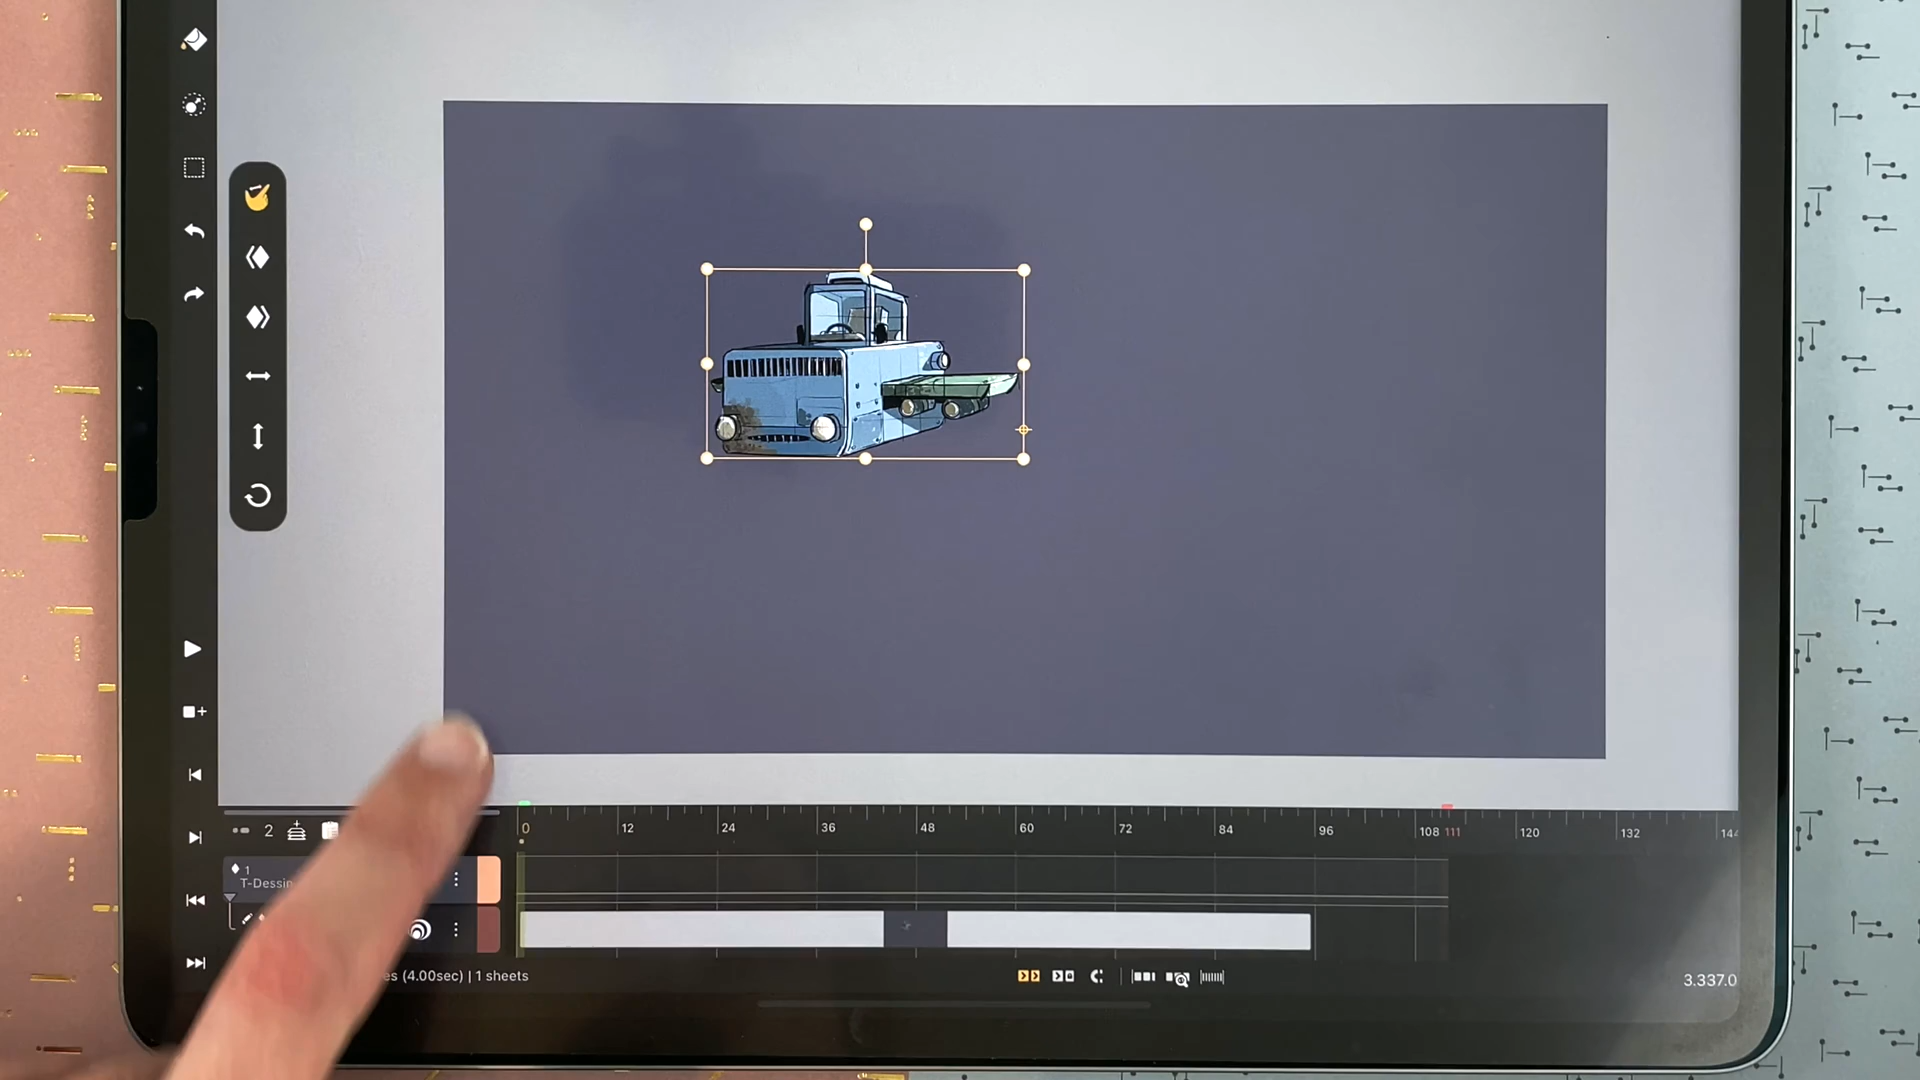 2
0 12 24 36 48 60 72 84 96 108 111 120 132 144
1
T-Dessin
es (4.00sec) | 1 sheets
3.337.0